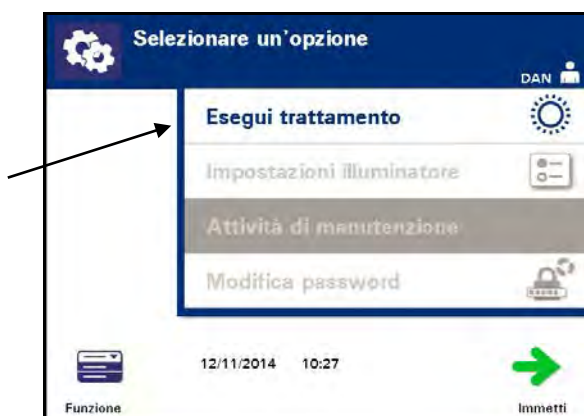 Selezionare un'opzione
DAN
Esegui trattamento
Impostazioni illuminatore
Attività di manutenzione
Modifica password
12/11/2014 10:27
Funzione
Immetti